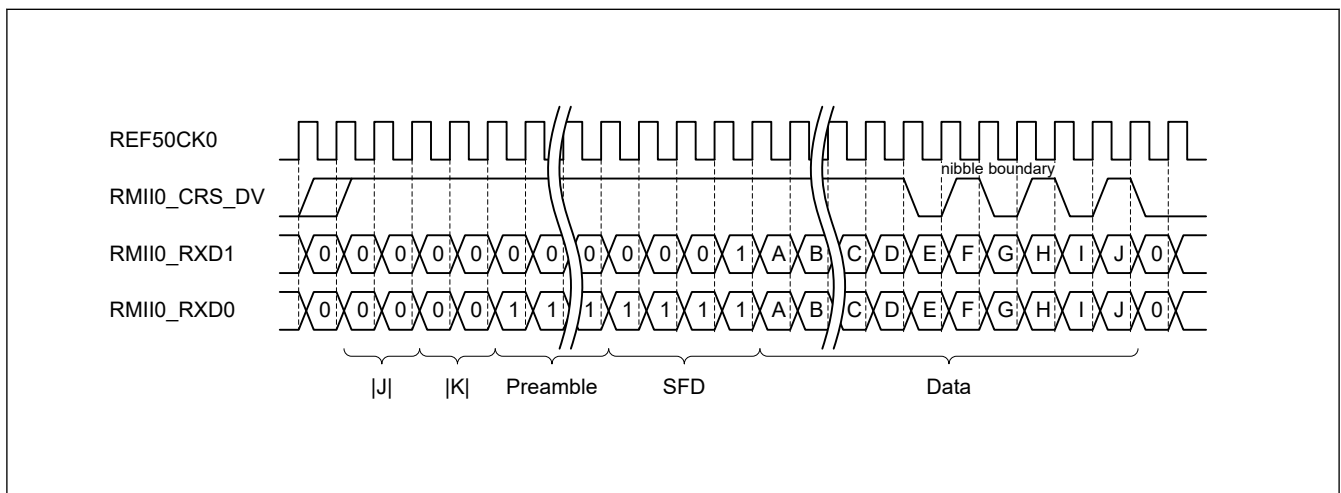 REF50CK0
nibble boundary
RMII0_CRS_DV
RMII0_RXD1 0 0 0 0 0 0 0 0 0 0 0 1 A B C D E F G H I J 0
RMII0_RXD0 0 0 0 0 0 1 1 1 1 1 1 1 A B C D E F G H I J 0
|J| |K| Preamble SFD Data